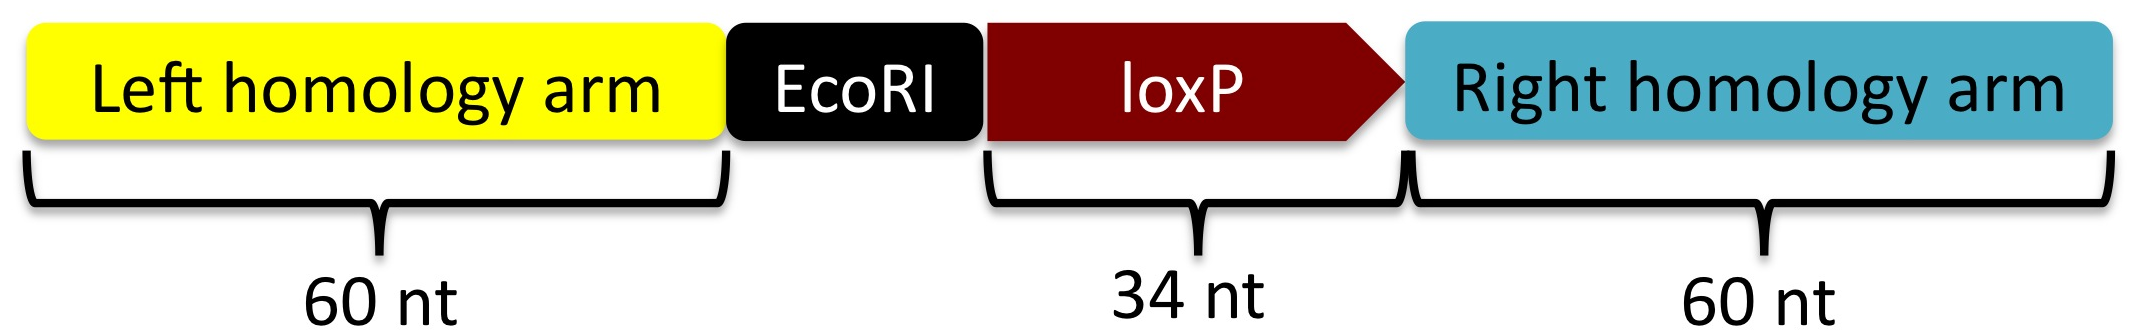 Left homology arm EcoRI loxP Right homology arm
60 nt 34 nt 60 nt